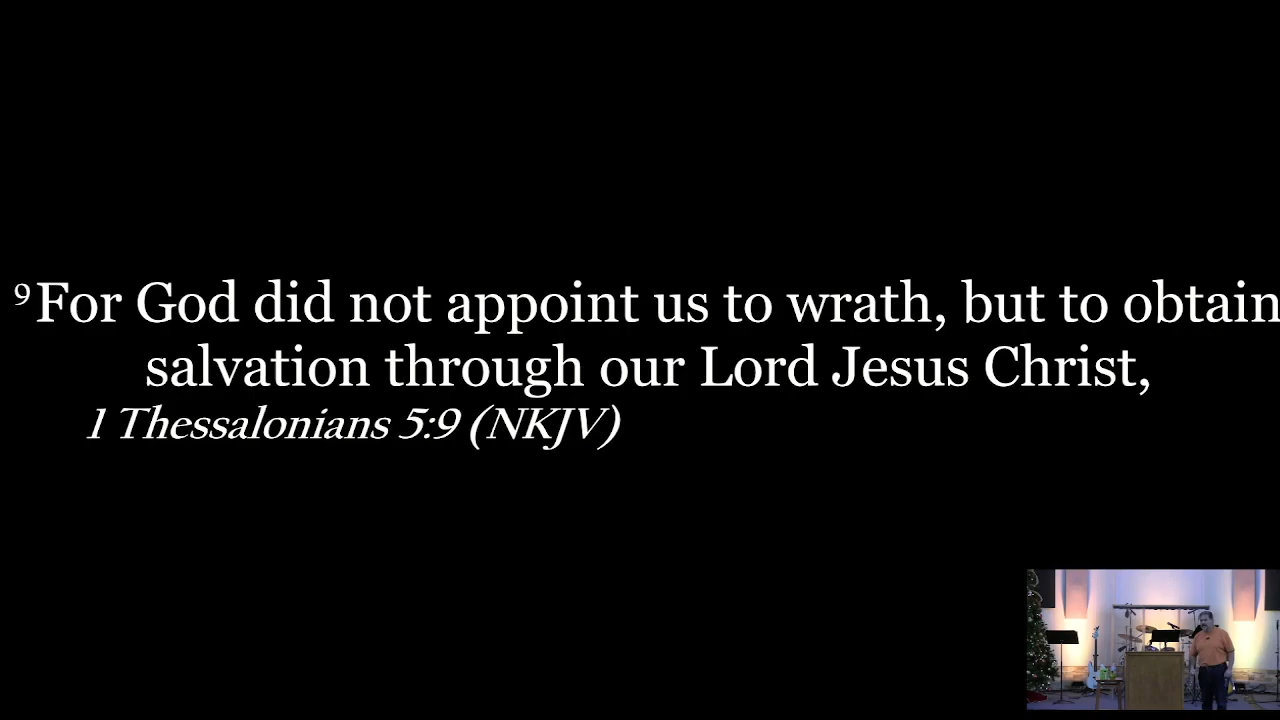 ⁹For God did not appoint us to wrath, but to obtain
salvation through our Lord Jesus Christ,
1 Thessalonians 5:9 (NKJV)